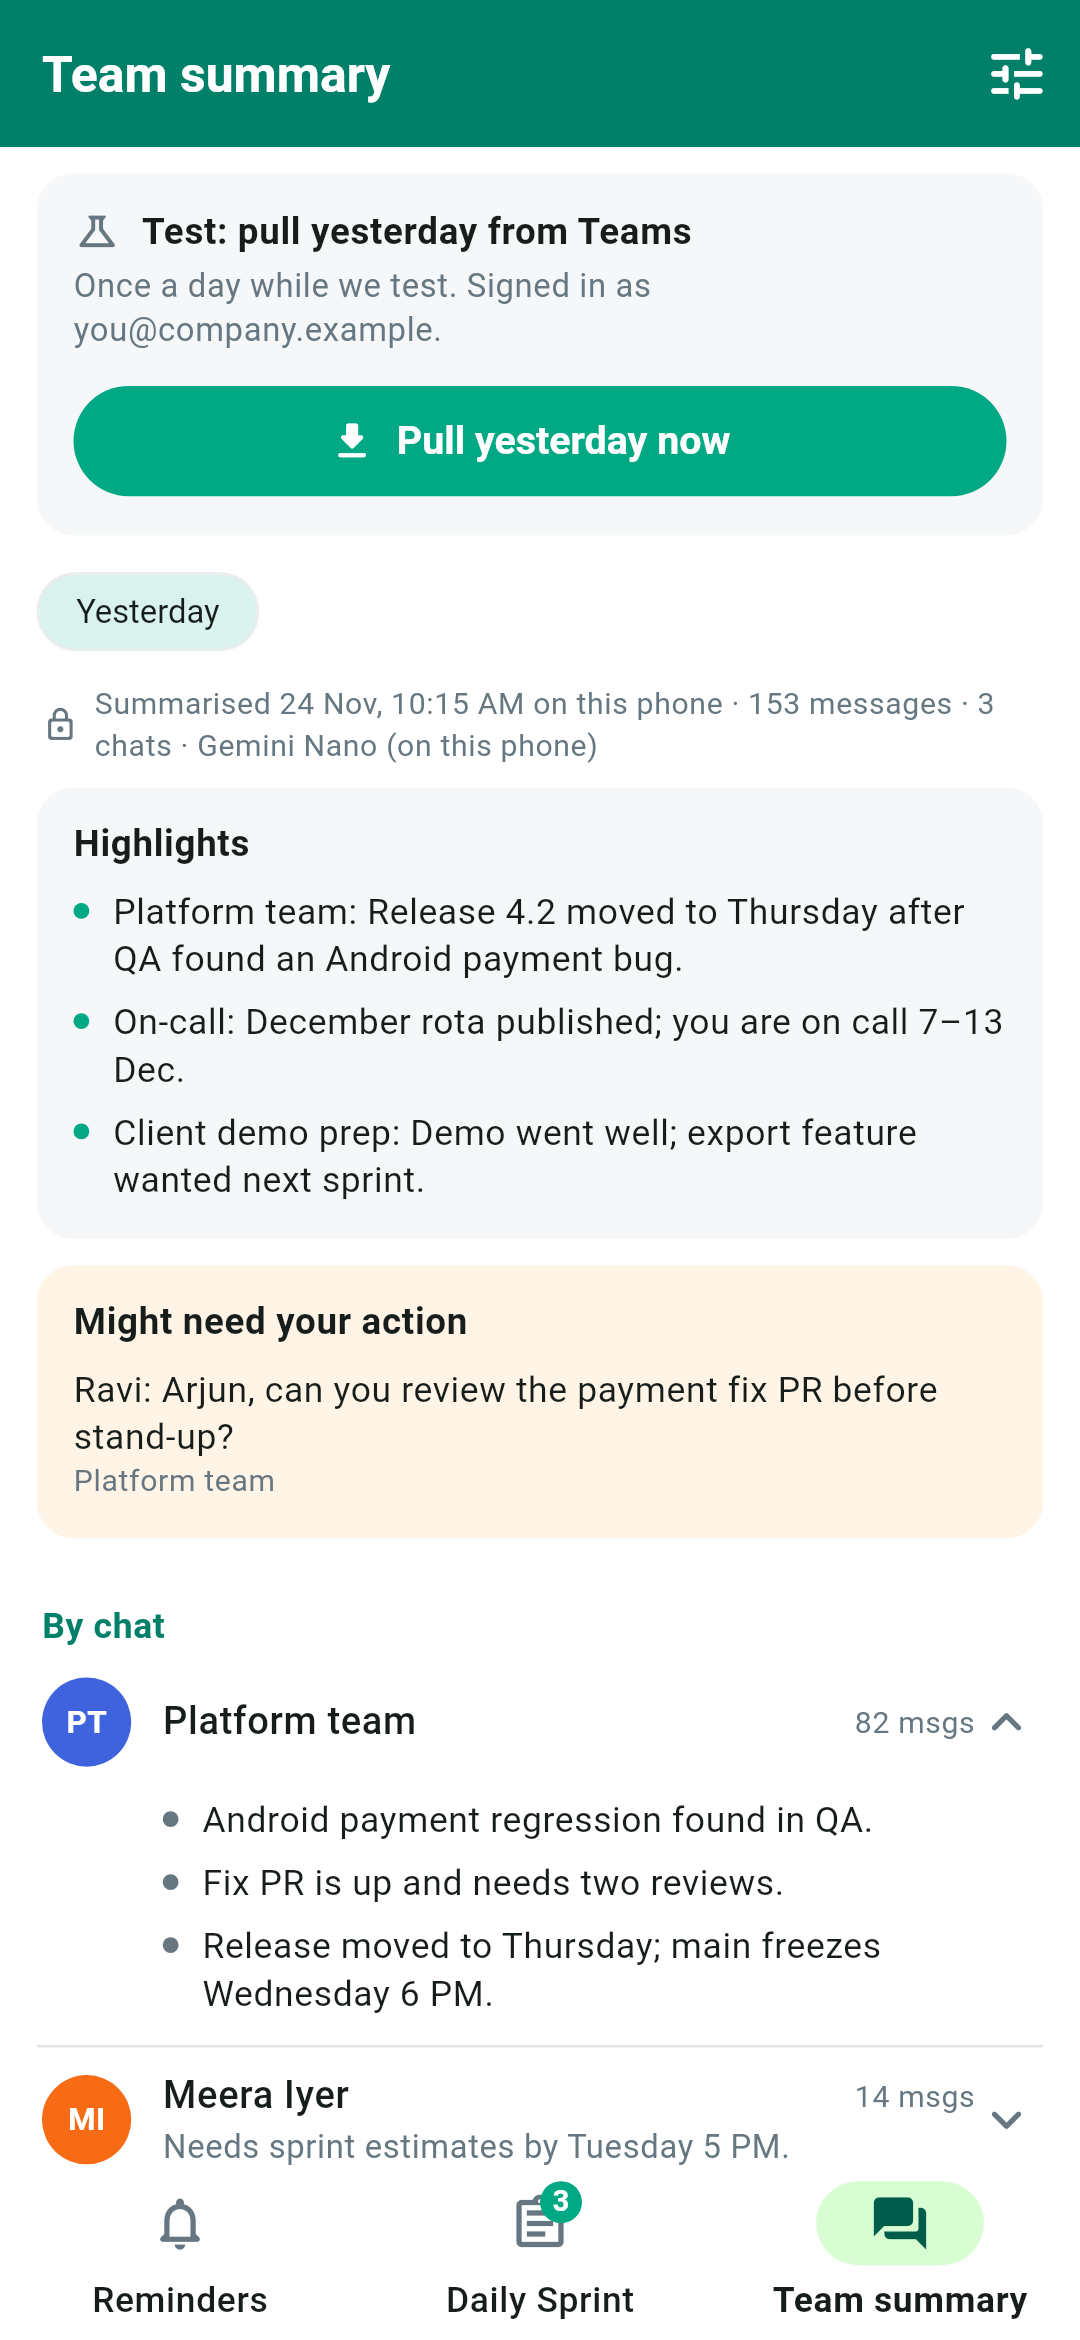 Team summary
Test: pull yesterday from Teams
Once a day while we test. Signed in as
you@company.example.
Pull yesterday now
Yesterday
Summarised 24 Nov, 10:15 AM on this phone · 153 messages · 3
chats · Gemini Nano (on this phone)
Highlights
Platform team: Release 4.2 moved to Thursday after
QA found an Android payment bug.
On-call: December rota published; you are on call 7–13
Dec.
Client demo prep: Demo went well; export feature
wanted next sprint.
Might need your action
Ravi: Arjun, can you review the payment fix PR before
stand-up?
Platform team
By chat
PT
Platform team
82 msgs
Android payment regression found in QA.
Fix PR is up and needs two reviews.
Release moved to Thursday; main freezes
Wednesday 6 PM.
MI
Meera Iyer
14 msgs
Needs sprint estimates by Tuesday 5 PM.
3
Reminders
Daily Sprint
Team summary